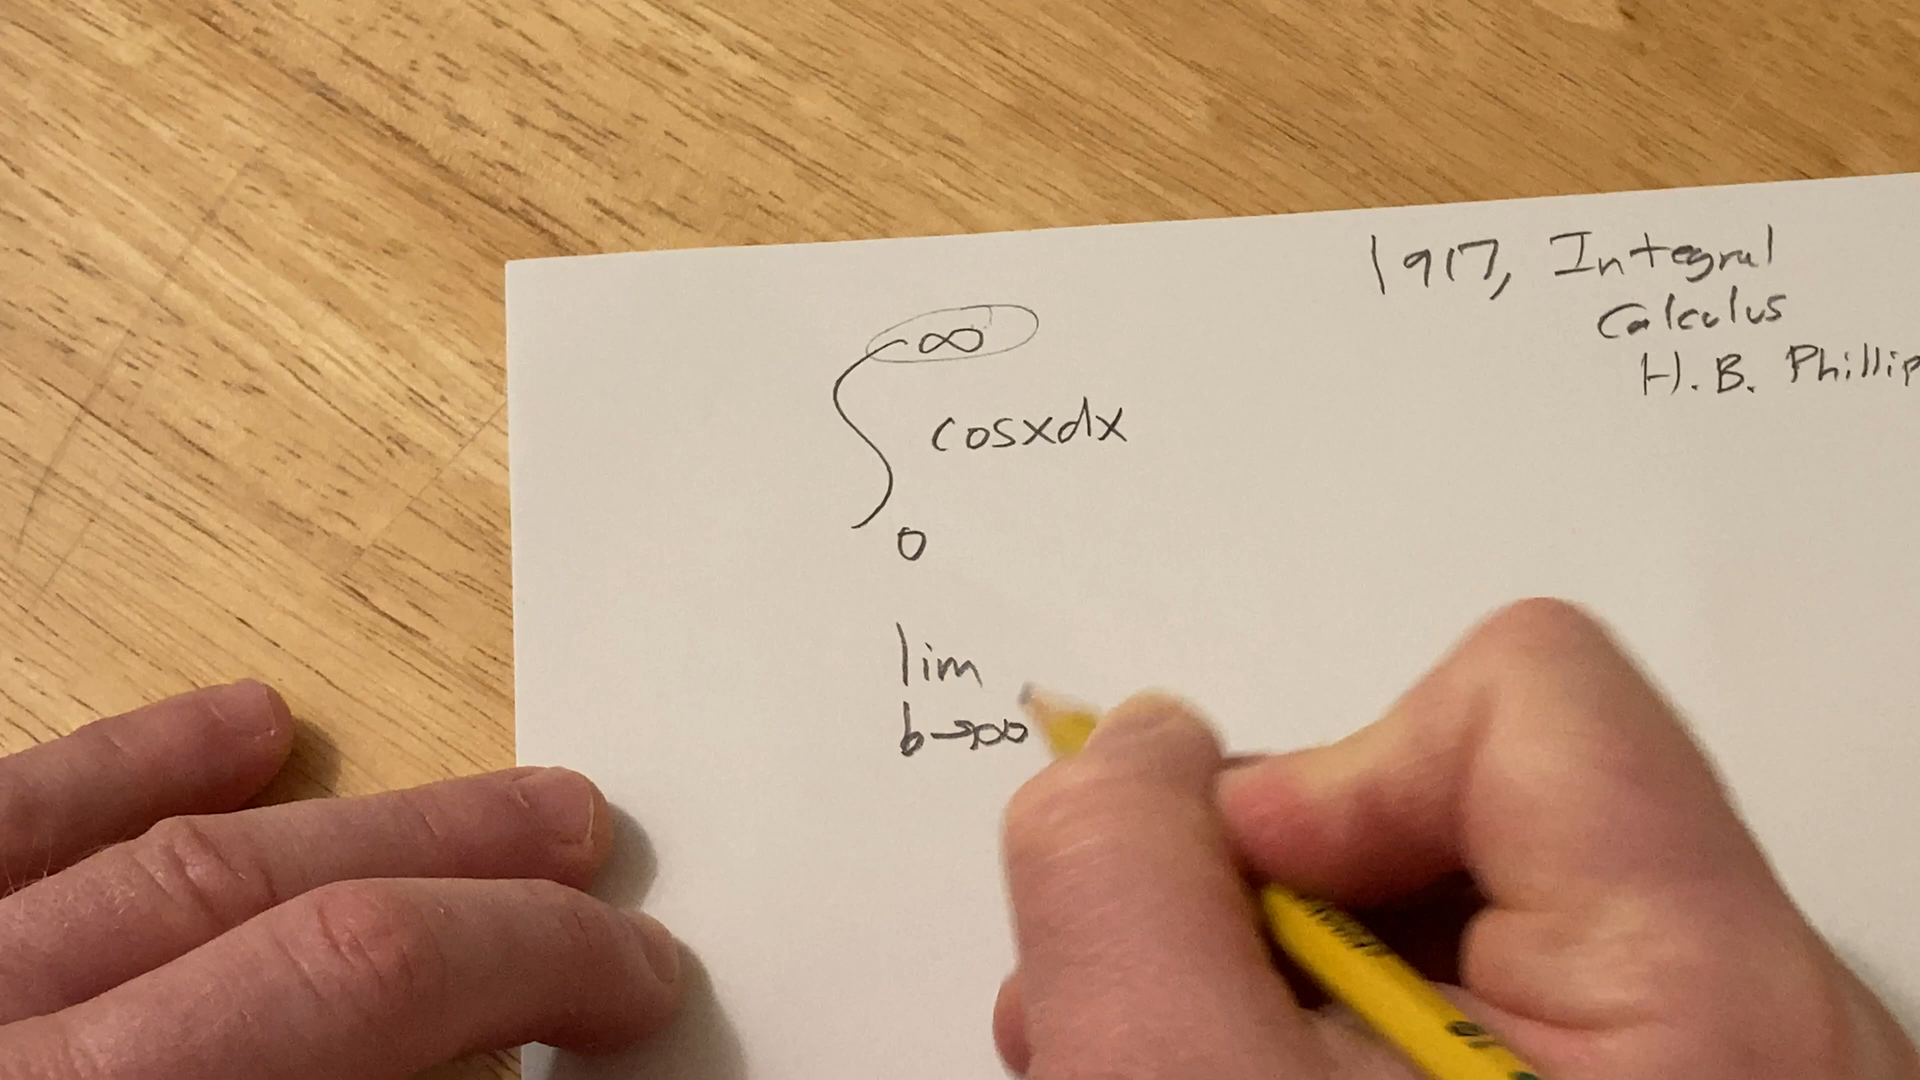 1917, Integral
Calculus
H. B. Phillip
∞
∫ cosxdx
0
lim
b→∞